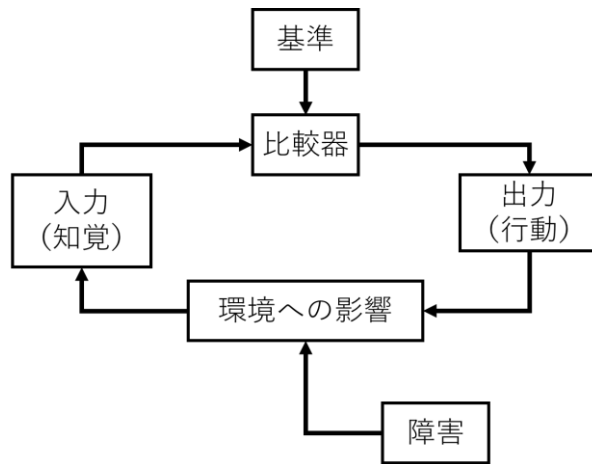 基準
比較器
入力
（知覚）
出力
（行動）
環境への影響
障害